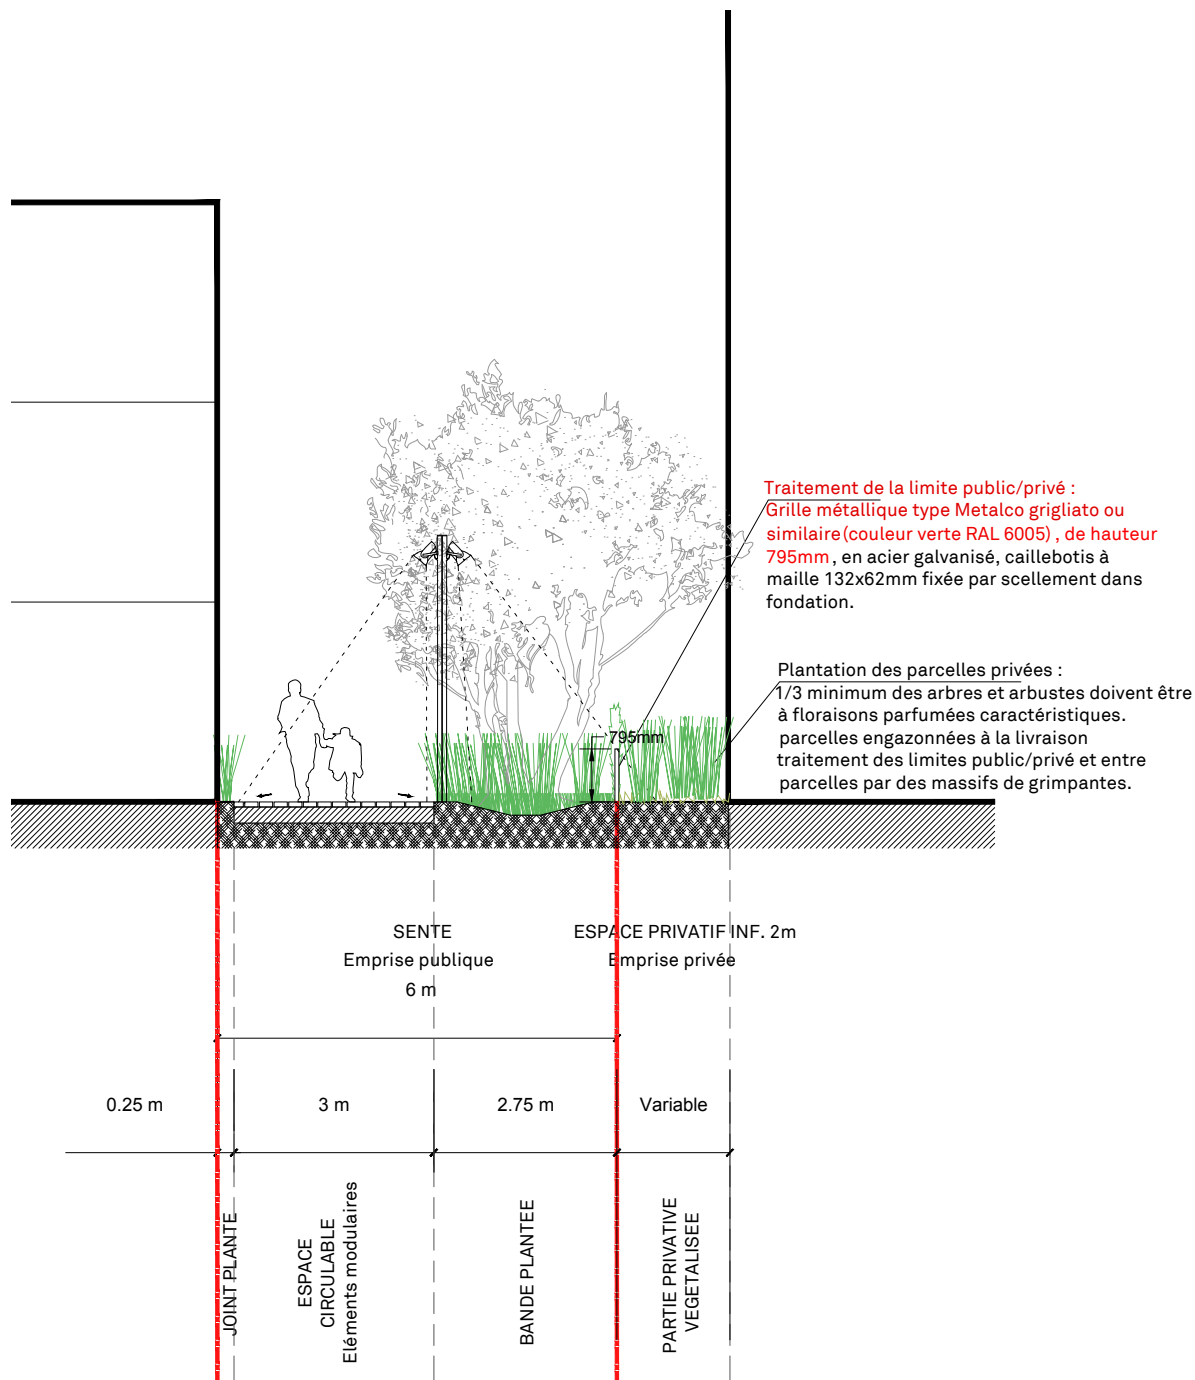 Traitement de la limite public/privé :
Grille métallique type Metalco grigliato ou
similaire(couleur verte RAL 6005) , de hauteur
795mm , en acier galvanisé, caillebotis à
maille 132x62mm fixée par scellement dans
fondation.
Plantation des parcelles privées :
1/3 minimum des arbres et arbustes doivent être
à floraisons parfumées caractéristiques.
parcelles engazonnées à la livraison
traitement des limites public/privé et entre
parcelles par des massifs de grimpantes.
795mm
SENTE
Emprise publique
6 m
ESPACE PRIVATIF INF. 2m
Emprise privée
0.25 m
3 m
2.75 m
Variable
JOINT PLANTE
ESPACE
CIRCULABLE
Eléments modulaires
BANDE PLANTEE
PARTIE PRIVATIVE
VEGETALISEE